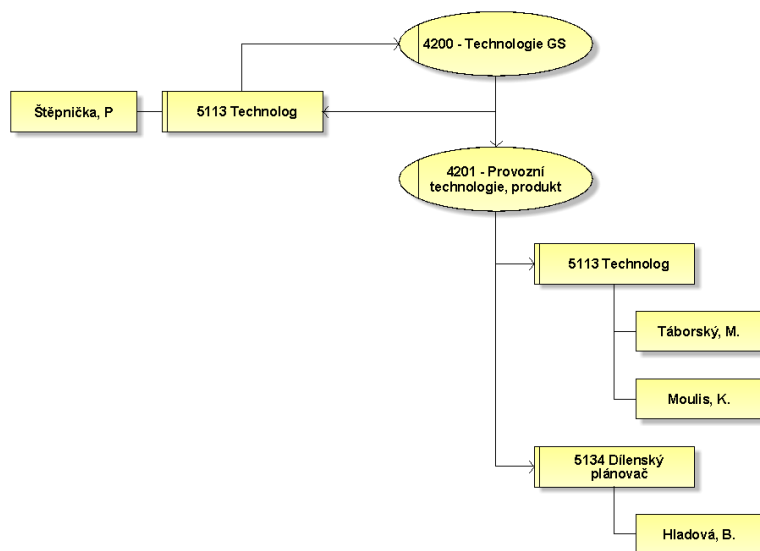 4200 - Technologie GS
Štěpnička, P
5113 Technolog
4201 - Provozní
technologie, produkt
5113 Technolog
Táborský, M.
Moulis, K.
5134 Dílenský
plánovač
Hladová, B.